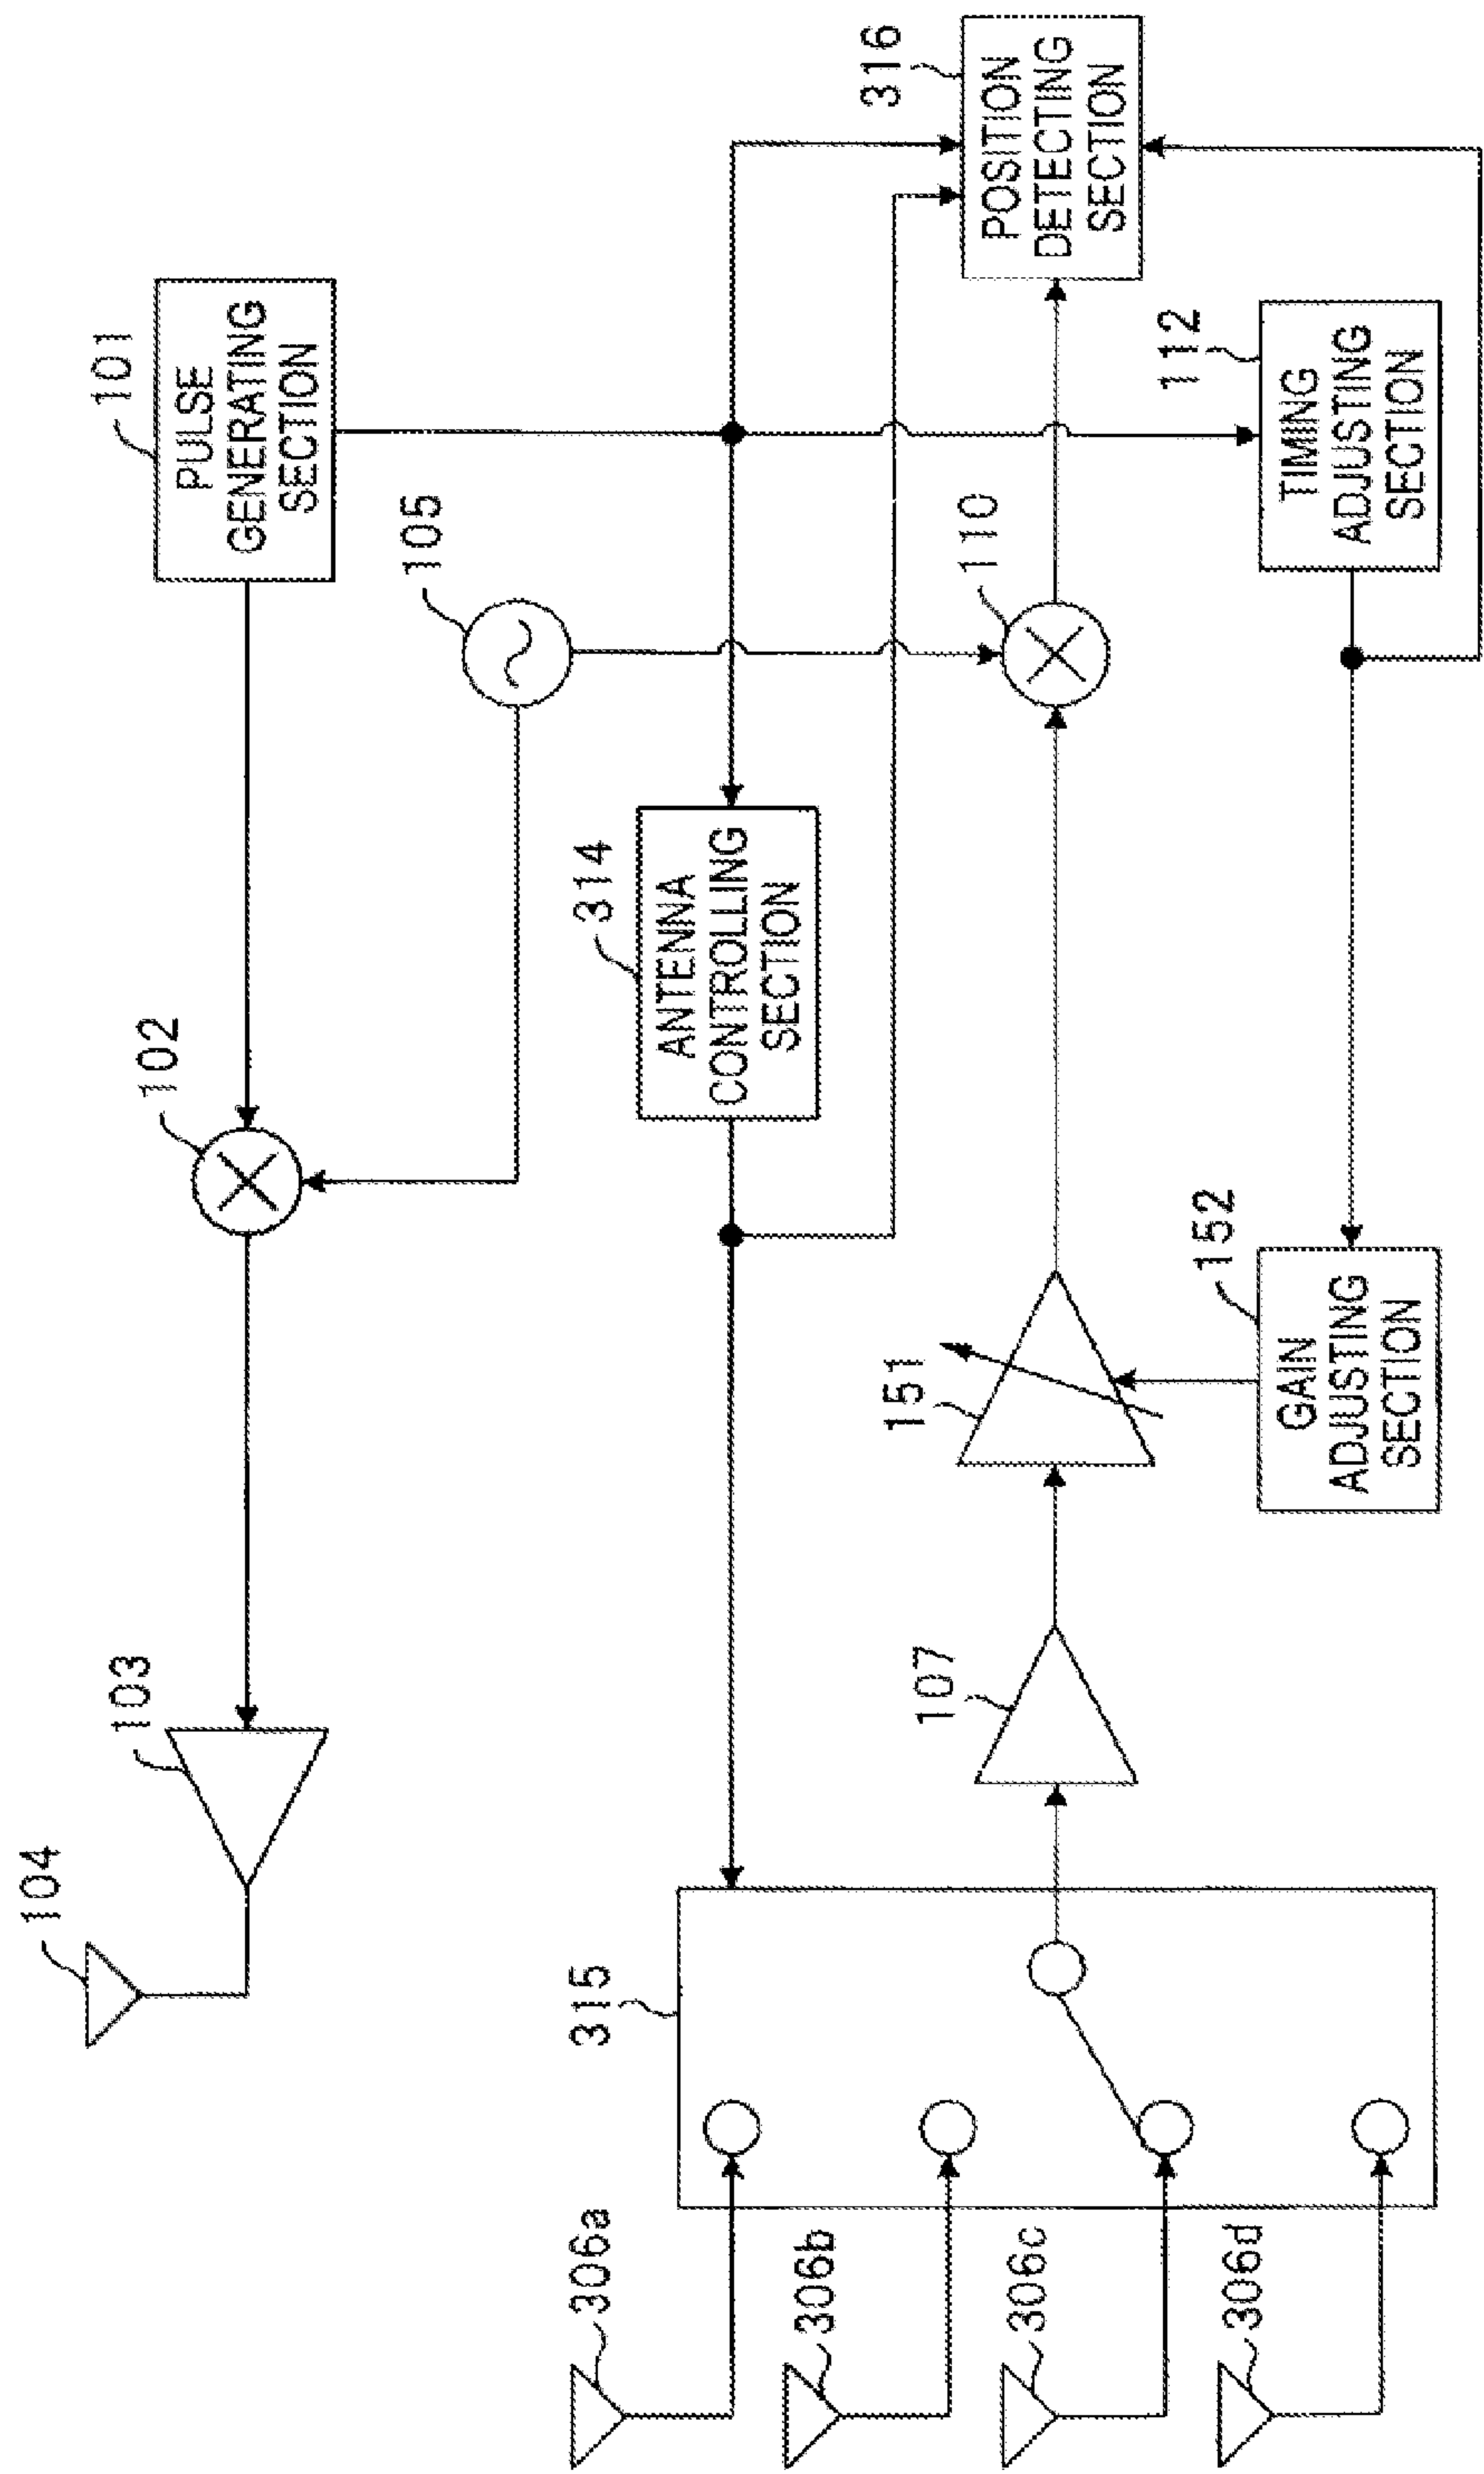 104
103
102
101
PULSE
GENERATING
SECTION
105
306a
315
314
ANTENNA
CONTROLLING
SECTION
306b
306c
306d
107
151
110
316
POSITION
DETECTING
SECTION
152
GAIN
ADJUSTING
SECTION
112
TIMING
ADJUSTING
SECTION